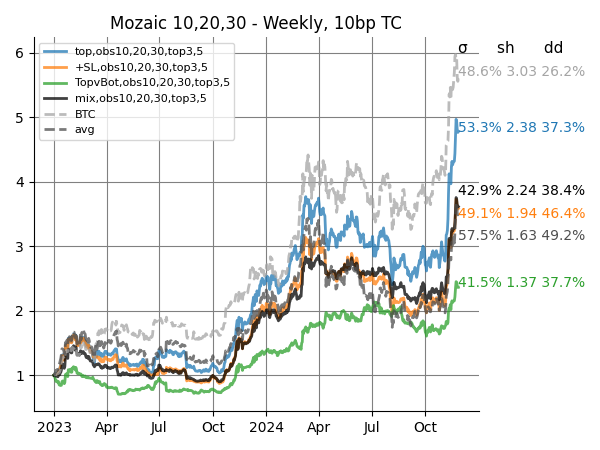 Mozaic 10,20,30 - Weekly, 10bp TC
σ sh dd
top,obs10,20,30,top3,5
+SL,obs10,20,30,top3,5
TopvBot,obs10,20,30,top3,5
mix,obs10,20,30,top3,5
BTC
avg
48.6% 3.03 26.2%
53.3% 2.38 37.3%
42.9% 2.24 38.4%
49.1% 1.94 46.4%
57.5% 1.63 49.2%
41.5% 1.37 37.7%
6
5
4
3
2
1
2023 Apr Jul Oct 2024 Apr Jul Oct